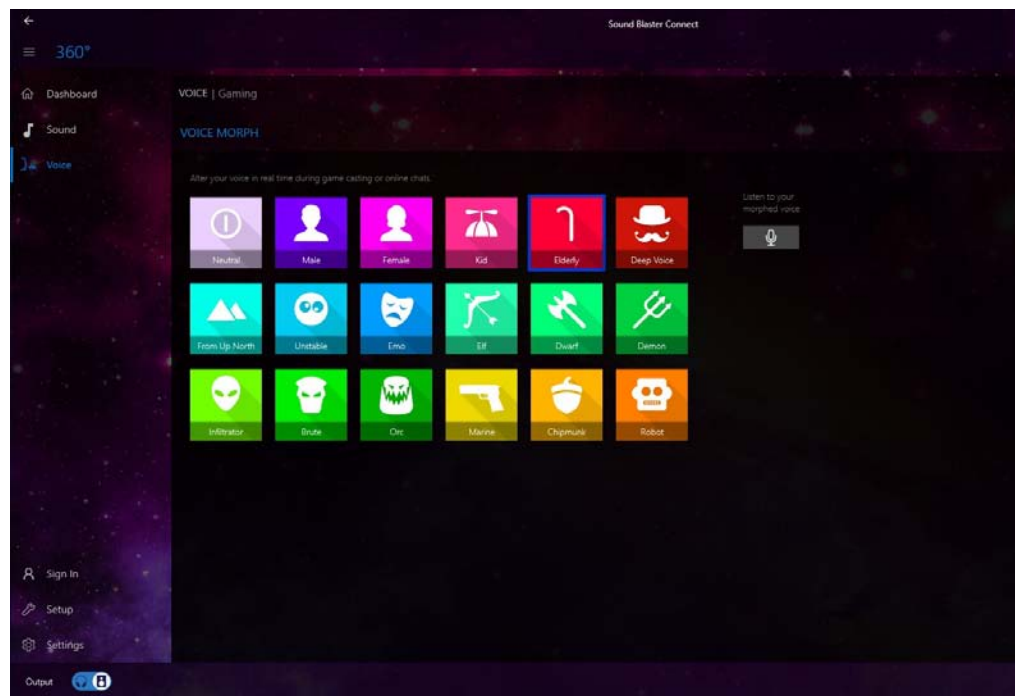 Sound Blaster Connect
360°
Dashboard
Sound
Voice
VOICE | Gaming
VOICE MORPH
Alter your voice in real time during game casting or online chats.
Listen to your
morphed voice
Neutral Male Female Kid Elderly Deep Voice
From Up North Unstable Emo Elf Dwarf Demon
Infiltrator Brute Orc Marine Chipmunk Robot
Sign In
Setup
Settings
Output